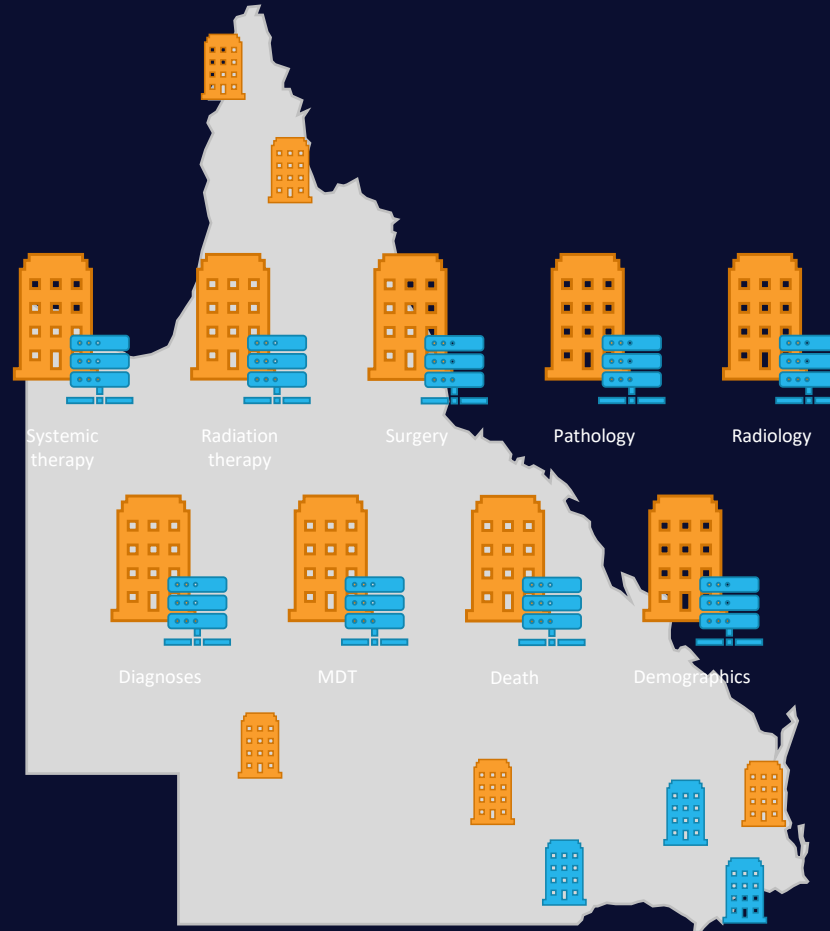 Systemic
therapy
Radiation
therapy
Surgery
Pathology
Radiology
Diagnoses
MDT
Death
Demographics